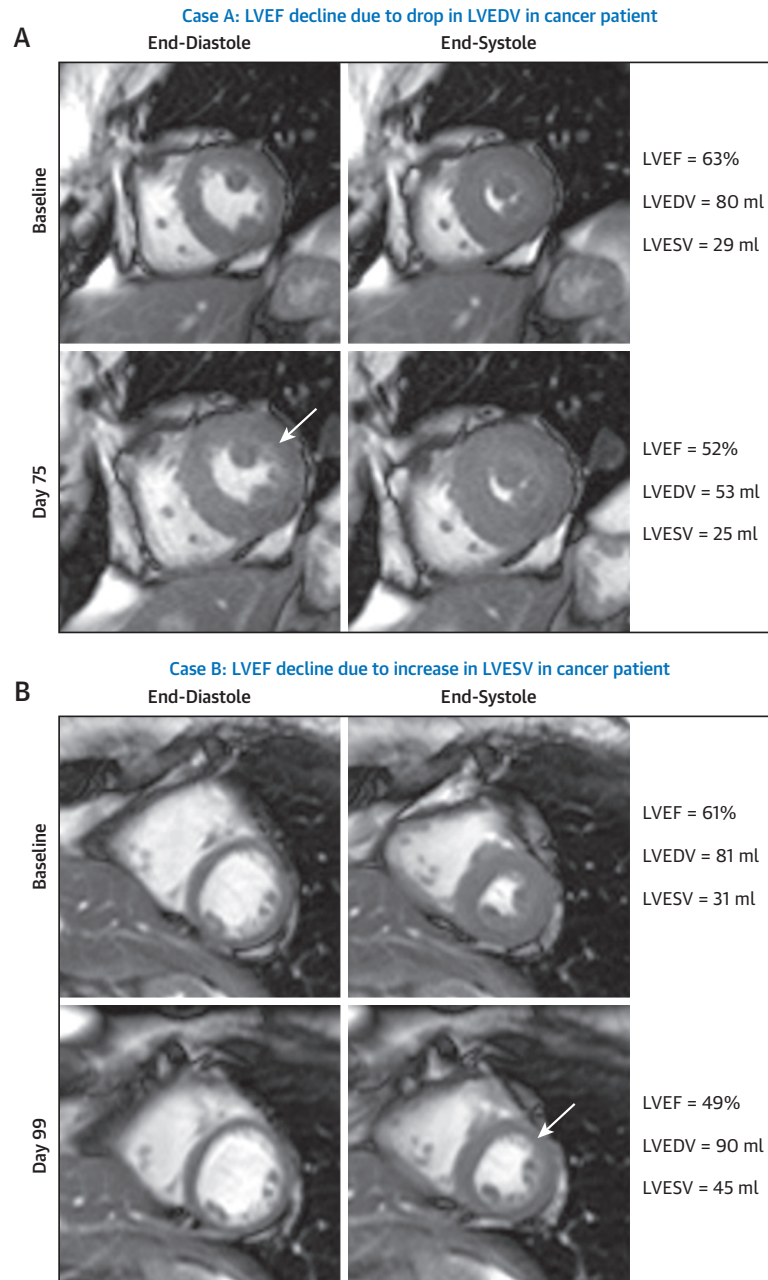 Case A: LVEF decline due to drop in LVEDV in cancer patient
A
End-Diastole
End-Systole
Baseline
LVEF = 63%
LVEDV = 80 ml
LVESV = 29 ml
Day 75
LVEF = 52%
LVEDV = 53 ml
LVESV = 25 ml
Case B: LVEF decline due to increase in LVESV in cancer patient
B
End-Diastole
End-Systole
Baseline
LVEF = 61%
LVEDV = 81 ml
LVESV = 31 ml
Day 99
LVEF = 49%
LVEDV = 90 ml
LVESV = 45 ml